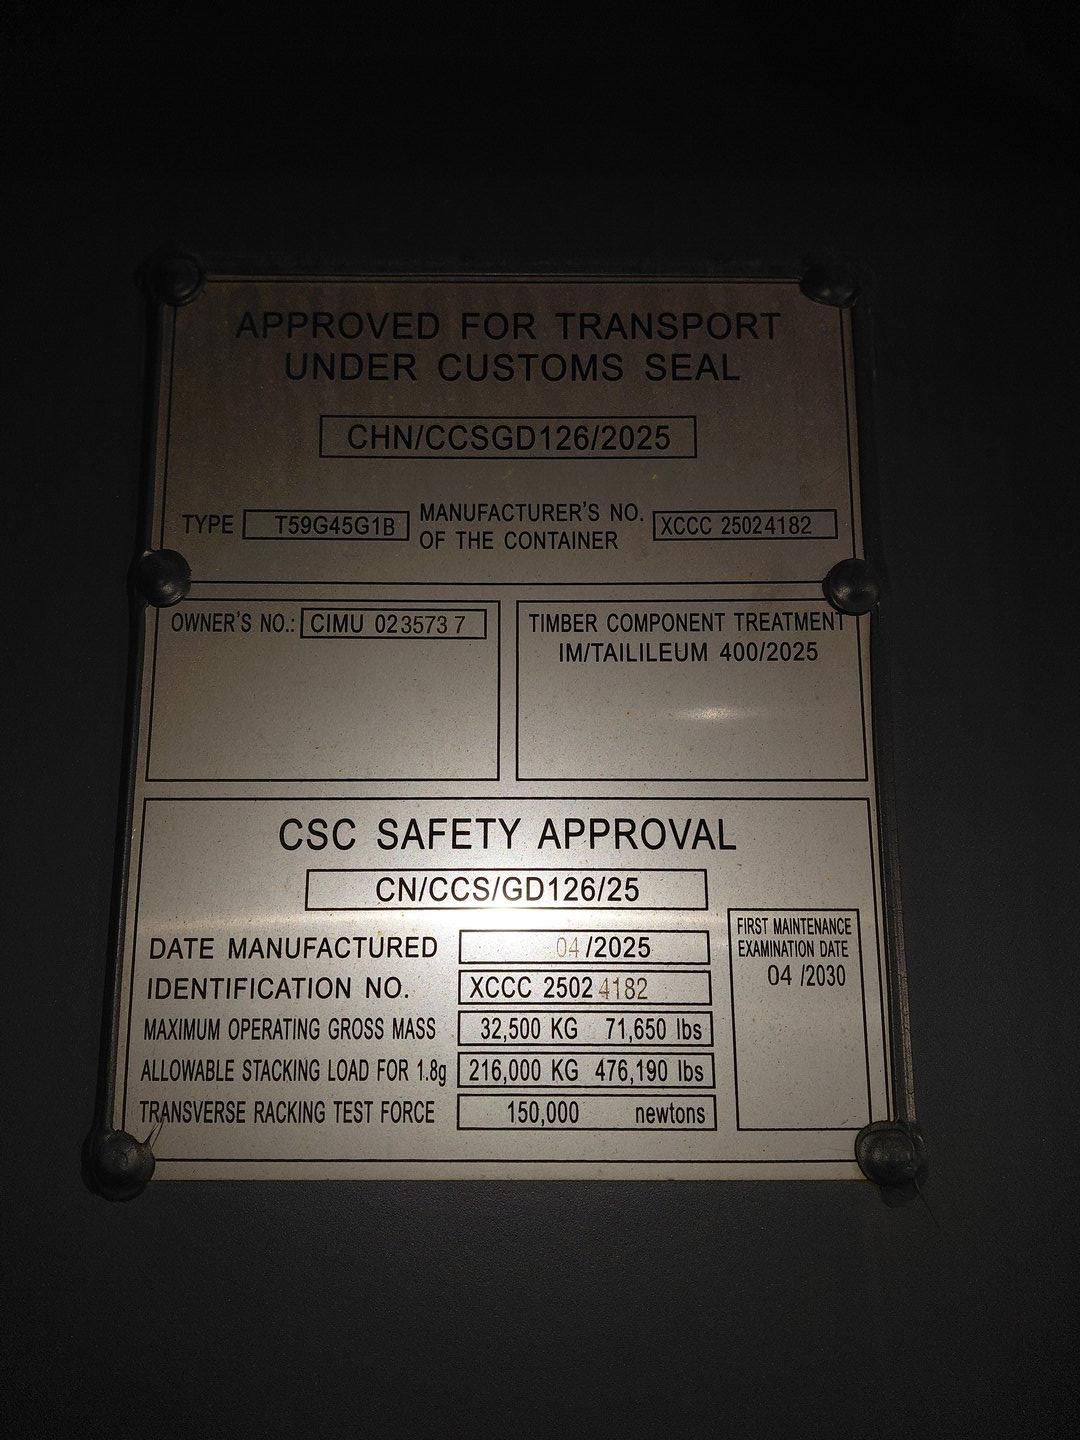 APPROVED FOR TRANSPORT
UNDER CUSTOMS SEAL
CHN/CCSGD126/2025
TYPE T59G45G1B MANUFACTURER'S NO. OF THE CONTAINER XCCC 25024182
OWNER'S NO.: CIMU 023573 7
TIMBER COMPONENT TREATMENT
IM/TAILILEUM 400/2025
CSC SAFETY APPROVAL
CN/CCS/GD126/25
DATE MANUFACTURED 04/2025
IDENTIFICATION NO. XCCC 25024182
MAXIMUM OPERATING GROSS MASS 32,500 KG 71,650 lbs
ALLOWABLE STACKING LOAD FOR 1.8g 216,000 KG 476,190 lbs
TRANSVERSE RACKING TEST FORCE 150,000 newtons
FIRST MAINTENANCE
EXAMINATION DATE
04 /2030